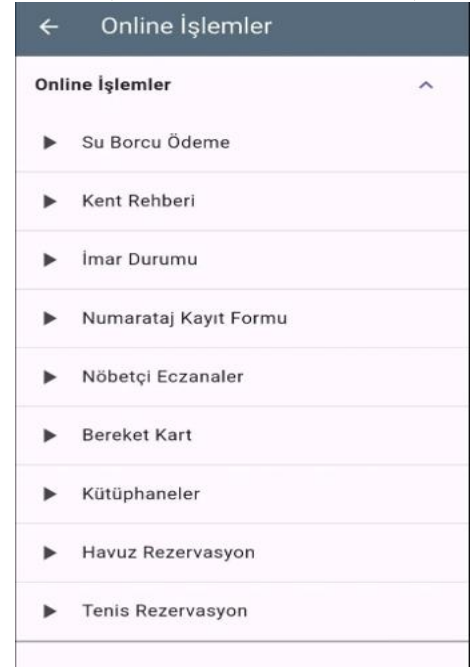 Online İşlemler
Online İşlemler
Su Borcu Ödeme
Kent Rehberi
İmar Durumu
Numarataj Kayıt Formu
Nöbetçi Eczanaler
Bereket Kart
Kütüphaneler
Havuz Rezervasyon
Tenis Rezervasyon